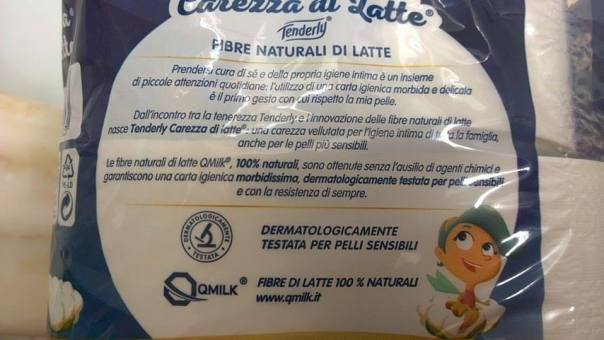 Carezza di Latte®
Tenderly®
FIBRE NATURALI DI LATTE
Prendersi cura di sé e della propria igiene intima è un insieme
di piccole attenzioni quotidiane: l'utilizzo di una carta igienica morbida e delicata
è il primo gesto con cui rispetto la mia pelle.
Dall'incontro tra la tenerezza Tenderly e l'innovazione delle fibre naturali di latte
nasce Tenderly Carezza di latte®: una carezza vellutata per l'igiene intima di tutta la famiglia,
anche per le pelli più sensibili.
Le fibre naturali di latte QMilk®, 100% naturali, sono ottenute senza l'ausilio di agenti chimici e
garantiscono una carta igienica morbidissima, dermatologicamente testata per pelli sensibili
e con la resistenza di sempre.
DERMATOLOGICAMENTE
TESTATA
DERMATOLOGICAMENTE
TESTATA PER PELLI SENSIBILI
QMILK®
FIBRE DI LATTE 100 % NATURALI
www.qmilk.it